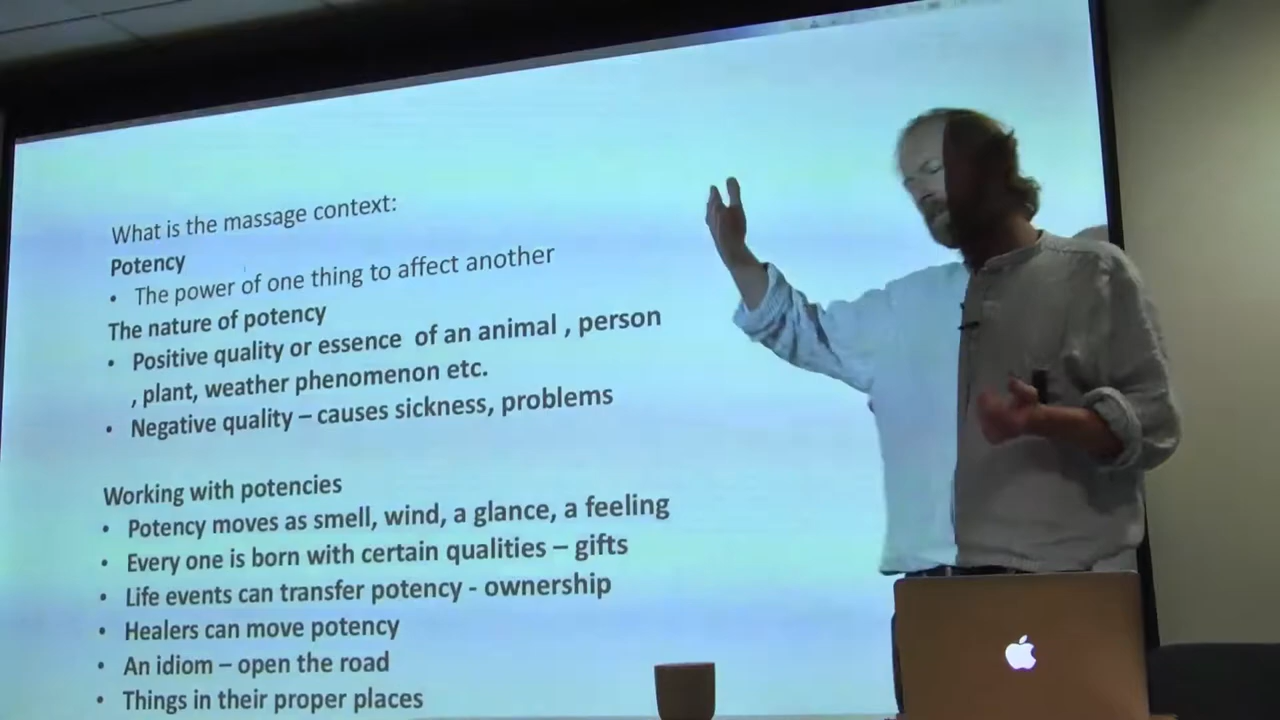 What is the massage context:
Potency
• The power of one thing to affect another
The nature of potency
• Positive quality or essence of an animal , person
, plant, weather phenomenon etc.
• Negative quality – causes sickness, problems
Working with potencies
• Potency moves as smell, wind, a glance, a feeling
• Every one is born with certain qualities – gifts
• Life events can transfer potency - ownership
• Healers can move potency
• An idiom – open the road
• Things in their proper places